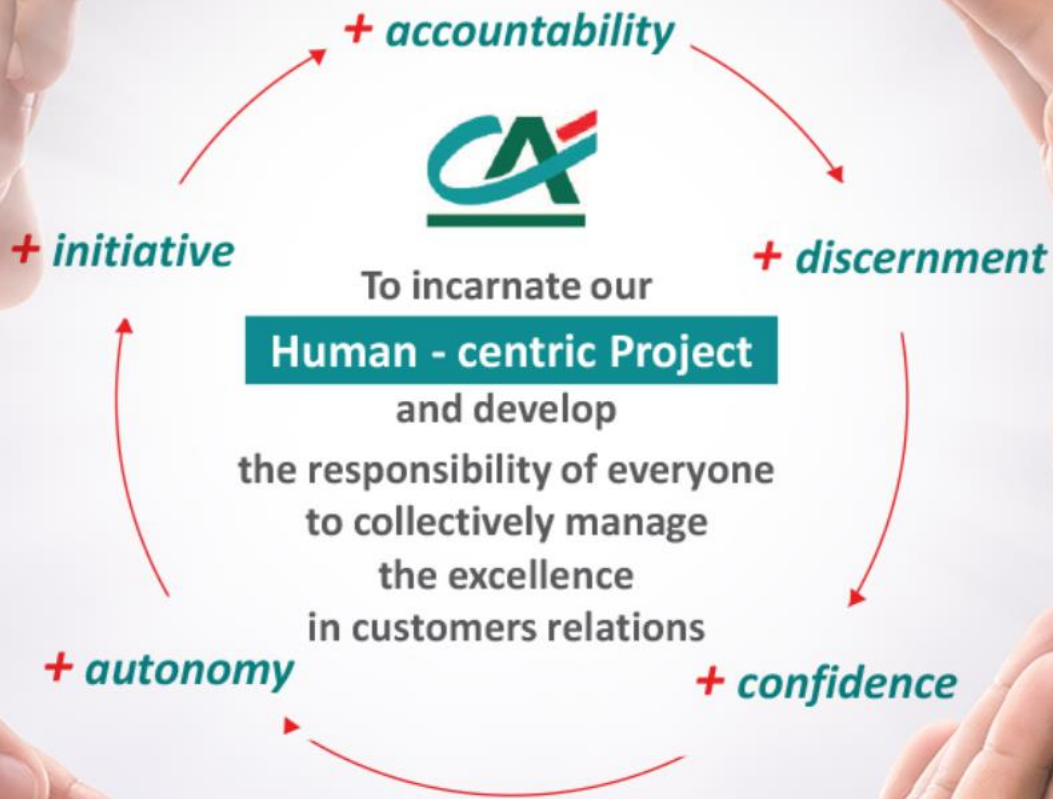 + accountability
CA
+ initiative
+ discernment
To incarnate our
Human - centric Project
and develop
the responsibility of everyone
to collectively manage
the excellence
in customers relations
+ autonomy
+ confidence